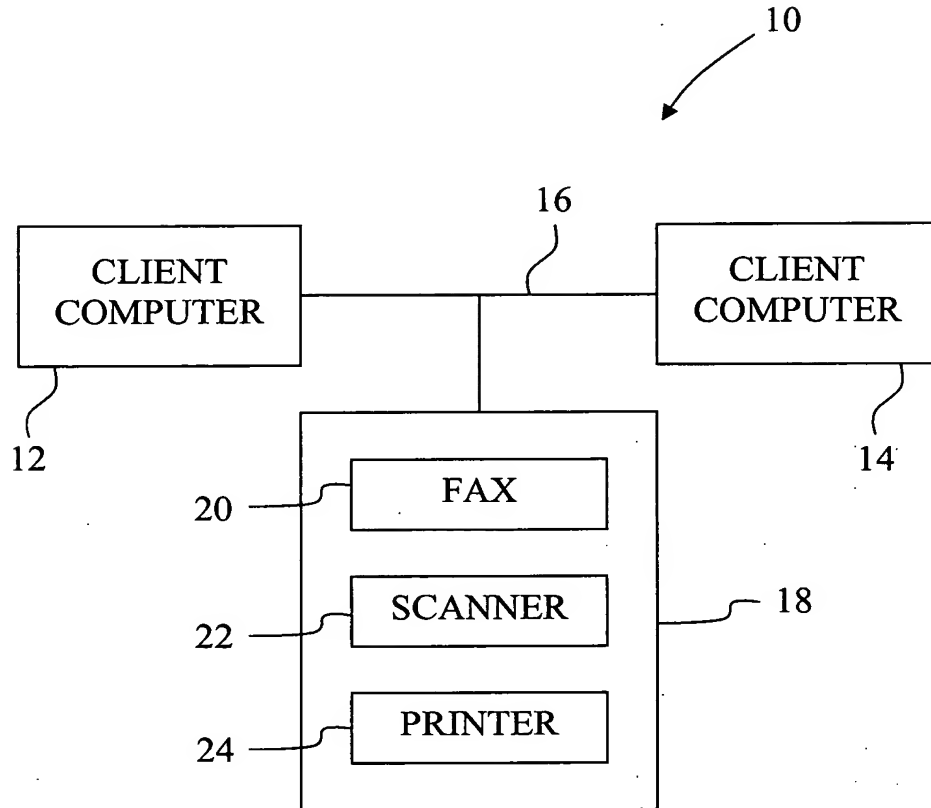 10
16
CLIENT
COMPUTER
CLIENT
COMPUTER
12
14
20
FAX
22
SCANNER
18
24
PRINTER